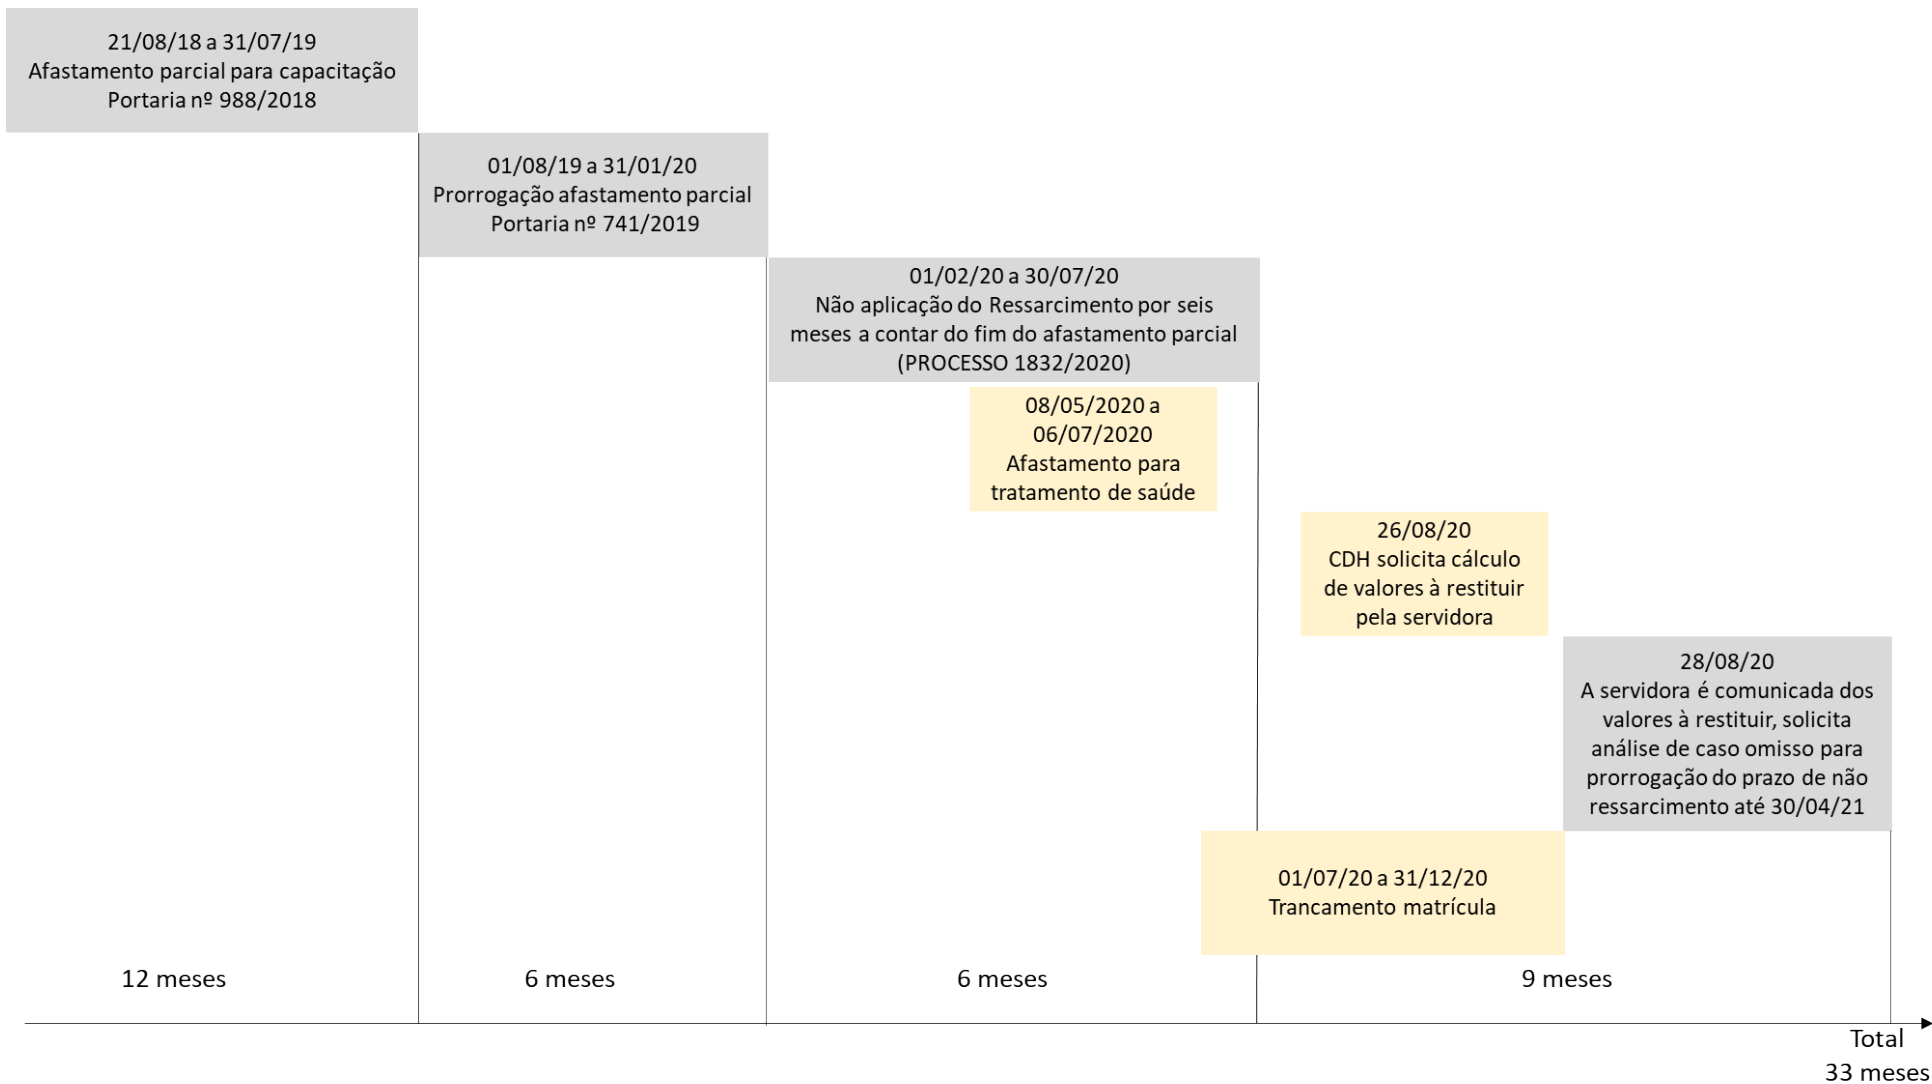 21/08/18 a 31/07/19
Afastamento parcial para capacitação
Portaria nº 988/2018
01/08/19 a 31/01/20
Prorrogação afastamento parcial
Portaria nº 741/2019
01/02/20 a 30/07/20
Não aplicação do Ressarcimento por seis
meses a contar do fim do afastamento parcial
(PROCESSO 1832/2020)
08/05/2020 a
06/07/2020
Afastamento para
tratamento de saúde
26/08/20
CDH solicita cálculo
de valores à restituir
pela servidora
28/08/20
A servidora é comunicada dos
valores à restituir, solicita
análise de caso omisso para
prorrogação do prazo de não
ressarcimento até 30/04/21
01/07/20 a 31/12/20
Trancamento matrícula
12 meses
6 meses
6 meses
9 meses
Total
33 meses